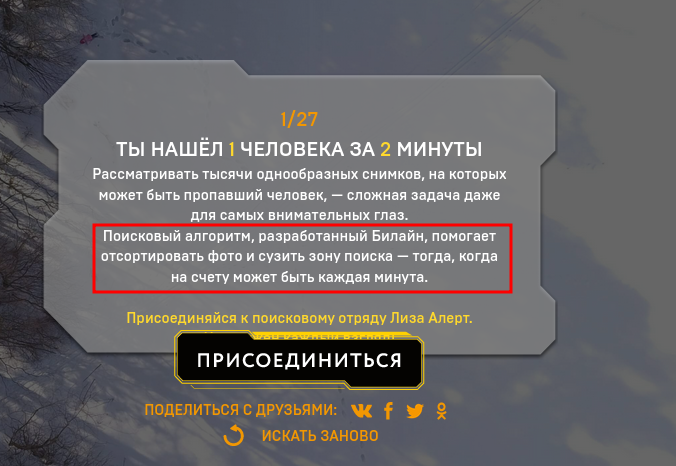 1/27
ТЫ НАШЁЛ 1 ЧЕЛОВЕКА ЗА 2 МИНУТЫ
Рассматривать тысячи однообразных снимков, на которых
может быть пропавший человек, — сложная задача даже
для самых внимательных глаз.
Поисковый алгоритм, разработанный Билайн, помогает
отсортировать фото и сузить зону поиска — тогда, когда
на счету может быть каждая минута.
Присоединяйся к поисковому отряду Лиза Алерт.
ПРИСОЕДИНИТЬСЯ
ПОДЕЛИТЬСЯ С ДРУЗЬЯМИ:
ИСКАТЬ ЗАНОВО